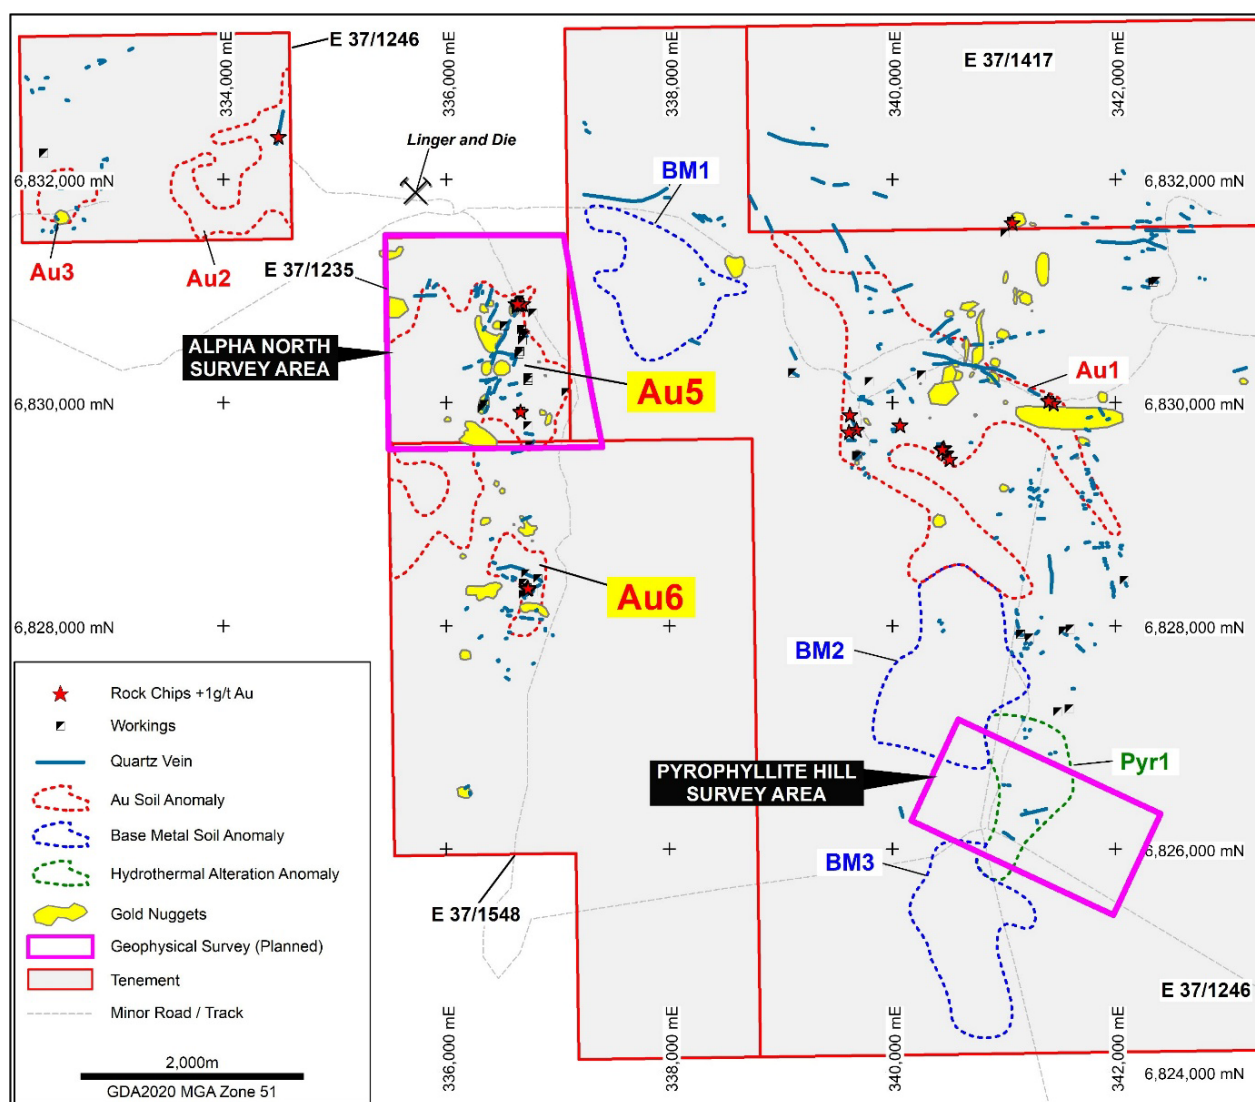 E 37/1246
334,000 mE
336,000 mE
338,000 mE
340,000 mE
342,000 mE
E 37/1417
Linger and Die
6,832,000 mN
BM1
6,832,000 mN
Au3
Au2
E 37/1235
ALPHA NORTH
SURVEY AREA
Au5
Au1
6,830,000 mN
6,830,000 mN
Au6
6,828,000 mN
6,828,000 mN
BM2
Pyr1
PYROPHYLLITE HILL
SURVEY AREA
6,826,000 mN
BM3
E 37/1548
E 37/1246
336,000 mE
338,000 mE
340,000 mE
342,000 mE
6,824,000 mN
Rock Chips +1g/t Au
Workings
Quartz Vein
Au Soil Anomaly
Base Metal Soil Anomaly
Hydrothermal Alteration Anomaly
Gold Nuggets
Geophysical Survey (Planned)
Tenement
Minor Road / Track
2,000m
GDA2020 MGA Zone 51